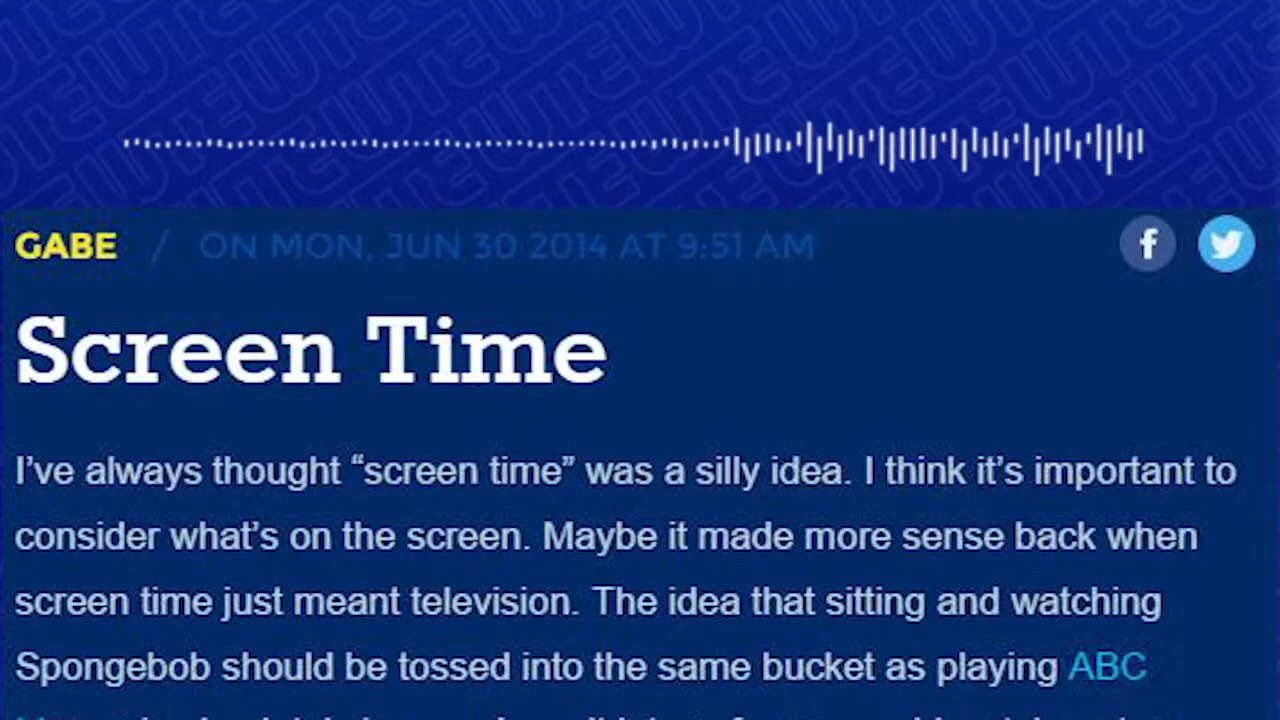 GABE / ON MON, JUN 30 2014 AT 9:51 AM
Screen Time
I’ve always thought “screen time” was a silly idea. I think it’s important to
consider what’s on the screen. Maybe it made more sense back when
screen time just meant television. The idea that sitting and watching
Spongebob should be tossed into the same bucket as playing ABC